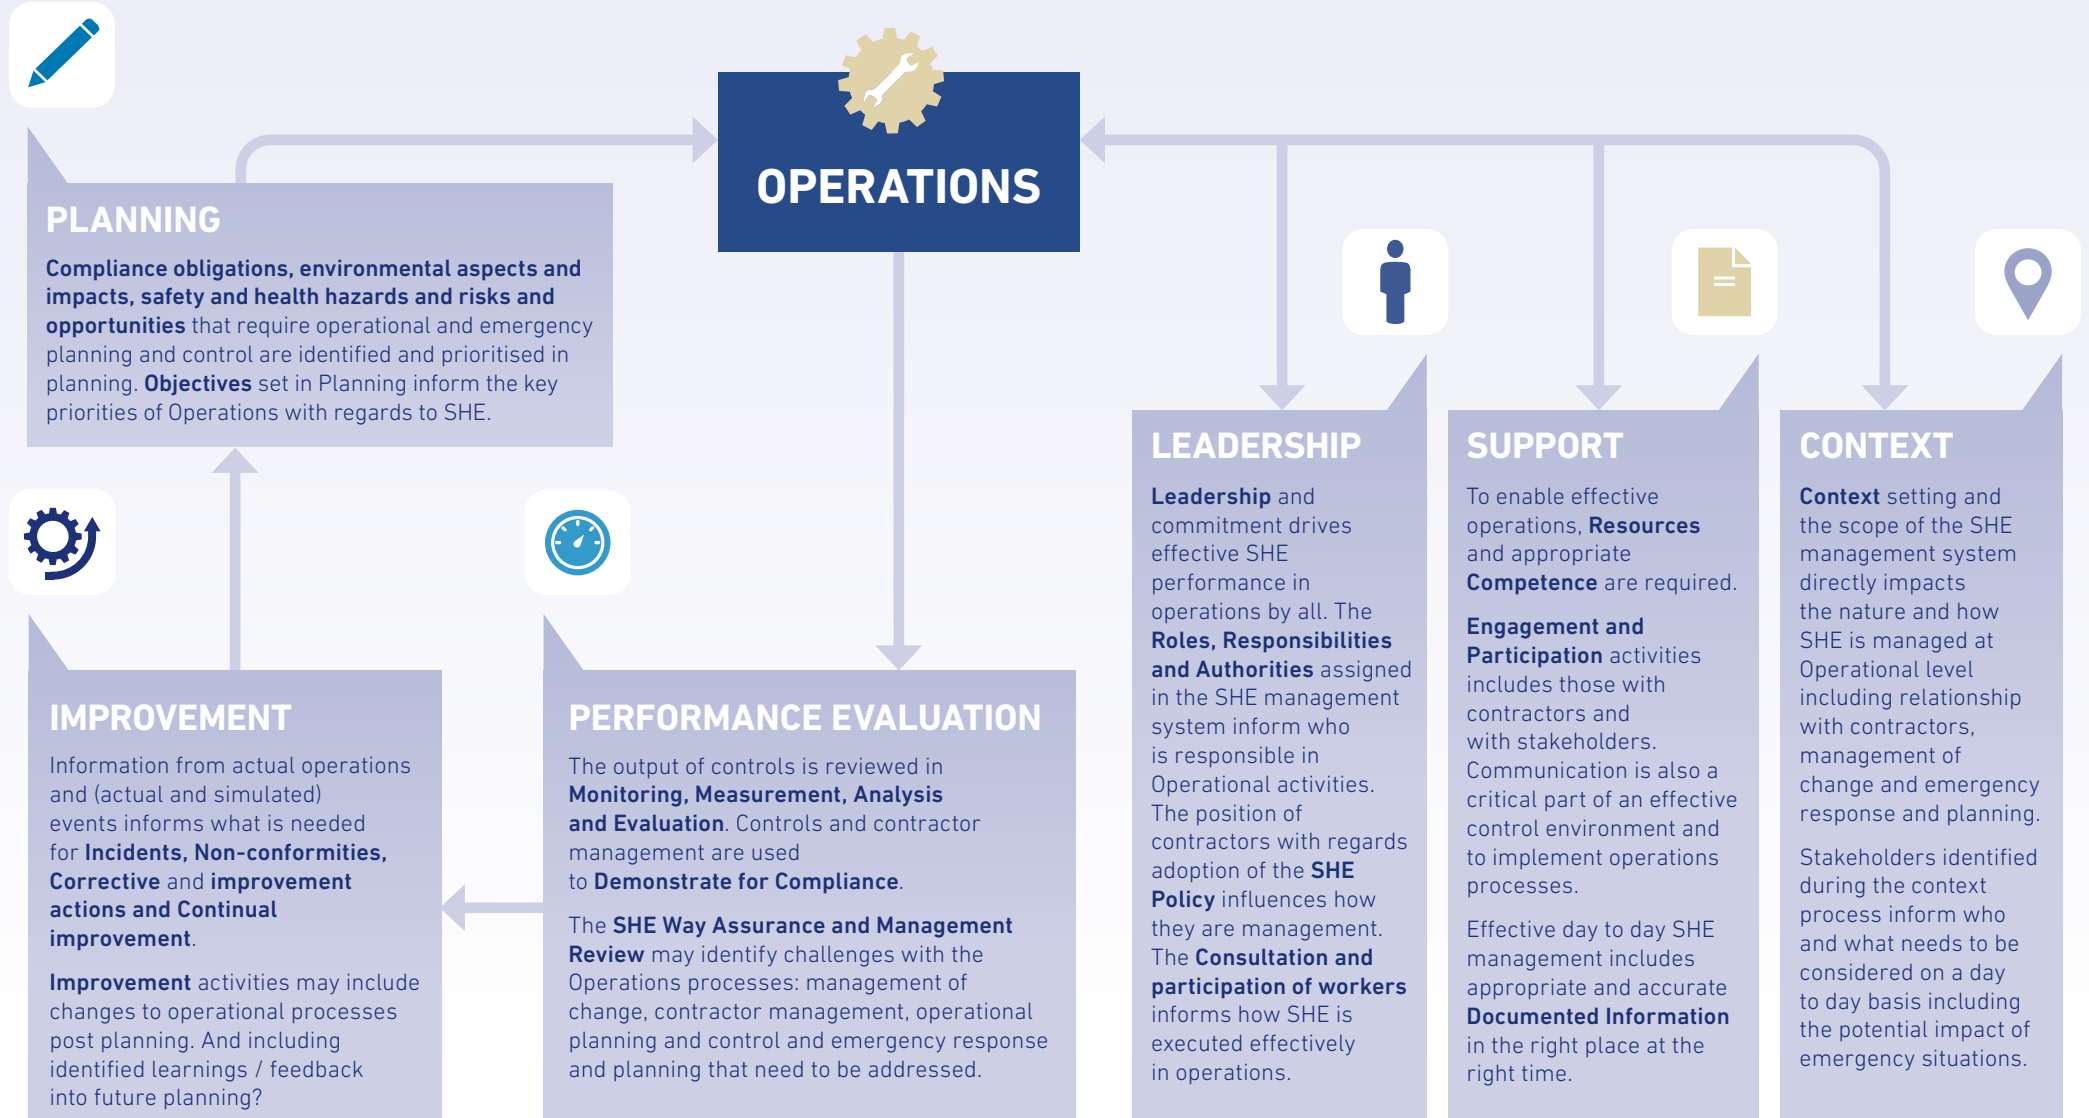 OPERATIONS
PLANNING
Compliance obligations, environmental aspects and
impacts, safety and health hazards and risks and
opportunities that require operational and emergency
planning and control are identified and prioritised in
planning. Objectives set in Planning inform the key
priorities of Operations with regards to SHE.
IMPROVEMENT
Information from actual operations
and (actual and simulated)
events informs what is needed
for Incidents, Non-conformities,
Corrective and improvement
actions and Continual
improvement.
Improvement activities may include
changes to operational processes
post planning. And including
identified learnings / feedback
into future planning?
PERFORMANCE EVALUATION
The output of controls is reviewed in
Monitoring, Measurement, Analysis
and Evaluation. Controls and contractor
management are used
to Demonstrate for Compliance.
The SHE Way Assurance and Management
Review may identify challenges with the
Operations processes: management of
change, contractor management, operational
planning and control and emergency response
and planning that need to be addressed.
LEADERSHIP
Leadership and
commitment drives
effective SHE
performance in
operations by all. The
Roles, Responsibilities
and Authorities assigned
in the SHE management
system inform who
is responsible in
Operational activities.
The position of
contractors with regards
adoption of the SHE
Policy influences how
they are management.
The Consultation and
participation of workers
informs how SHE is
executed effectively
in operations.
SUPPORT
To enable effective
operations, Resources
and appropriate
Competence are required.
Engagement and
Participation activities
includes those with
contractors and
with stakeholders.
Communication is also a
critical part of an effective
control environment and
to implement operations
processes.
Effective day to day SHE
management includes
appropriate and accurate
Documented Information
in the right place at the
right time.
CONTEXT
Context setting and
the scope of the SHE
management system
directly impacts
the nature and how
SHE is managed at
Operational level
including relationship
with contractors,
management of
change and emergency
response and planning.
Stakeholders identified
during the context
process inform who
and what needs to be
considered on a day
to day basis including
the potential impact of
emergency situations.